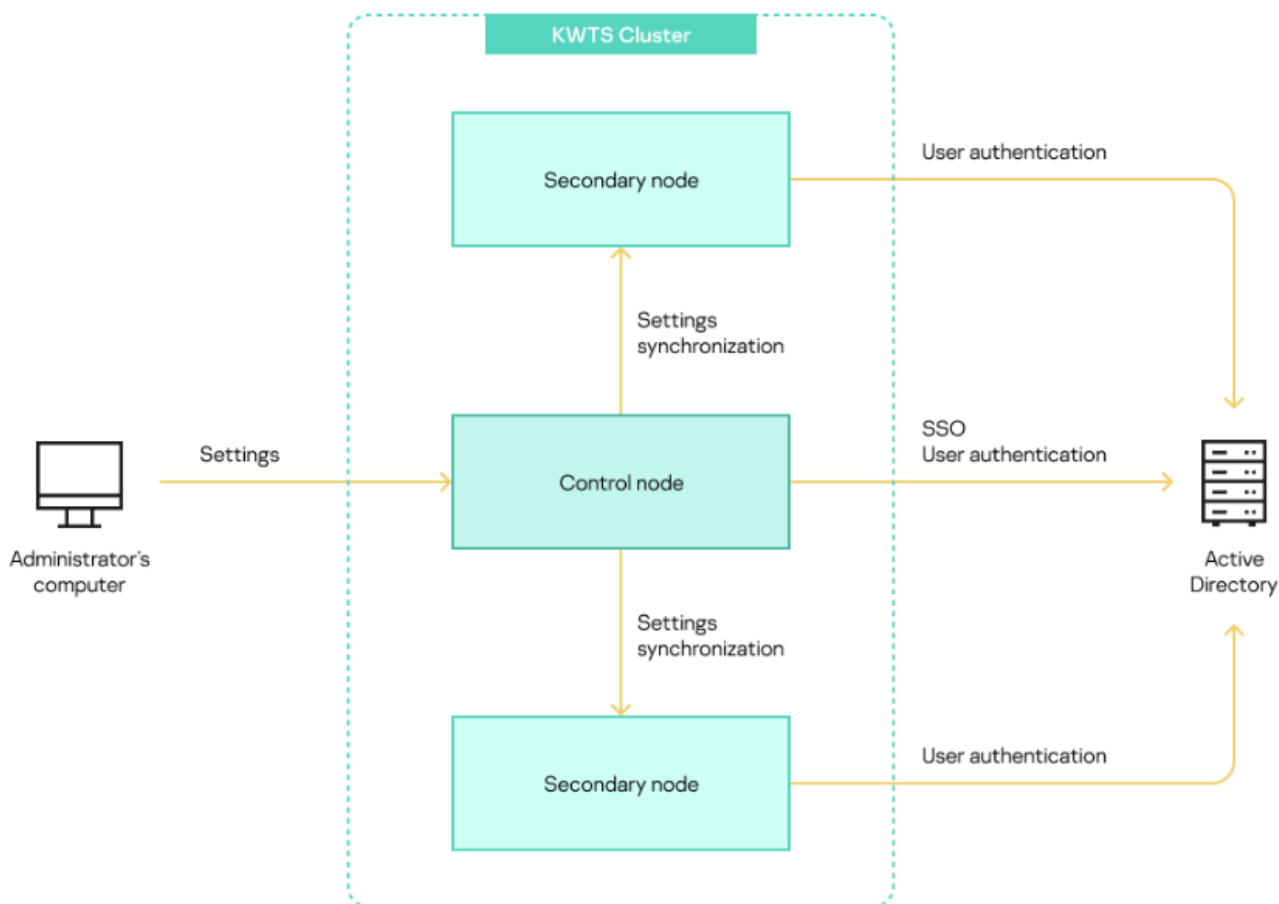 KWTS Cluster
Secondary node
User authentication
Settings
synchronization
Settings
Control node
SSO
User authentication
Administrator's
computer
Active
Directory
Settings
synchronization
Secondary node
User authentication